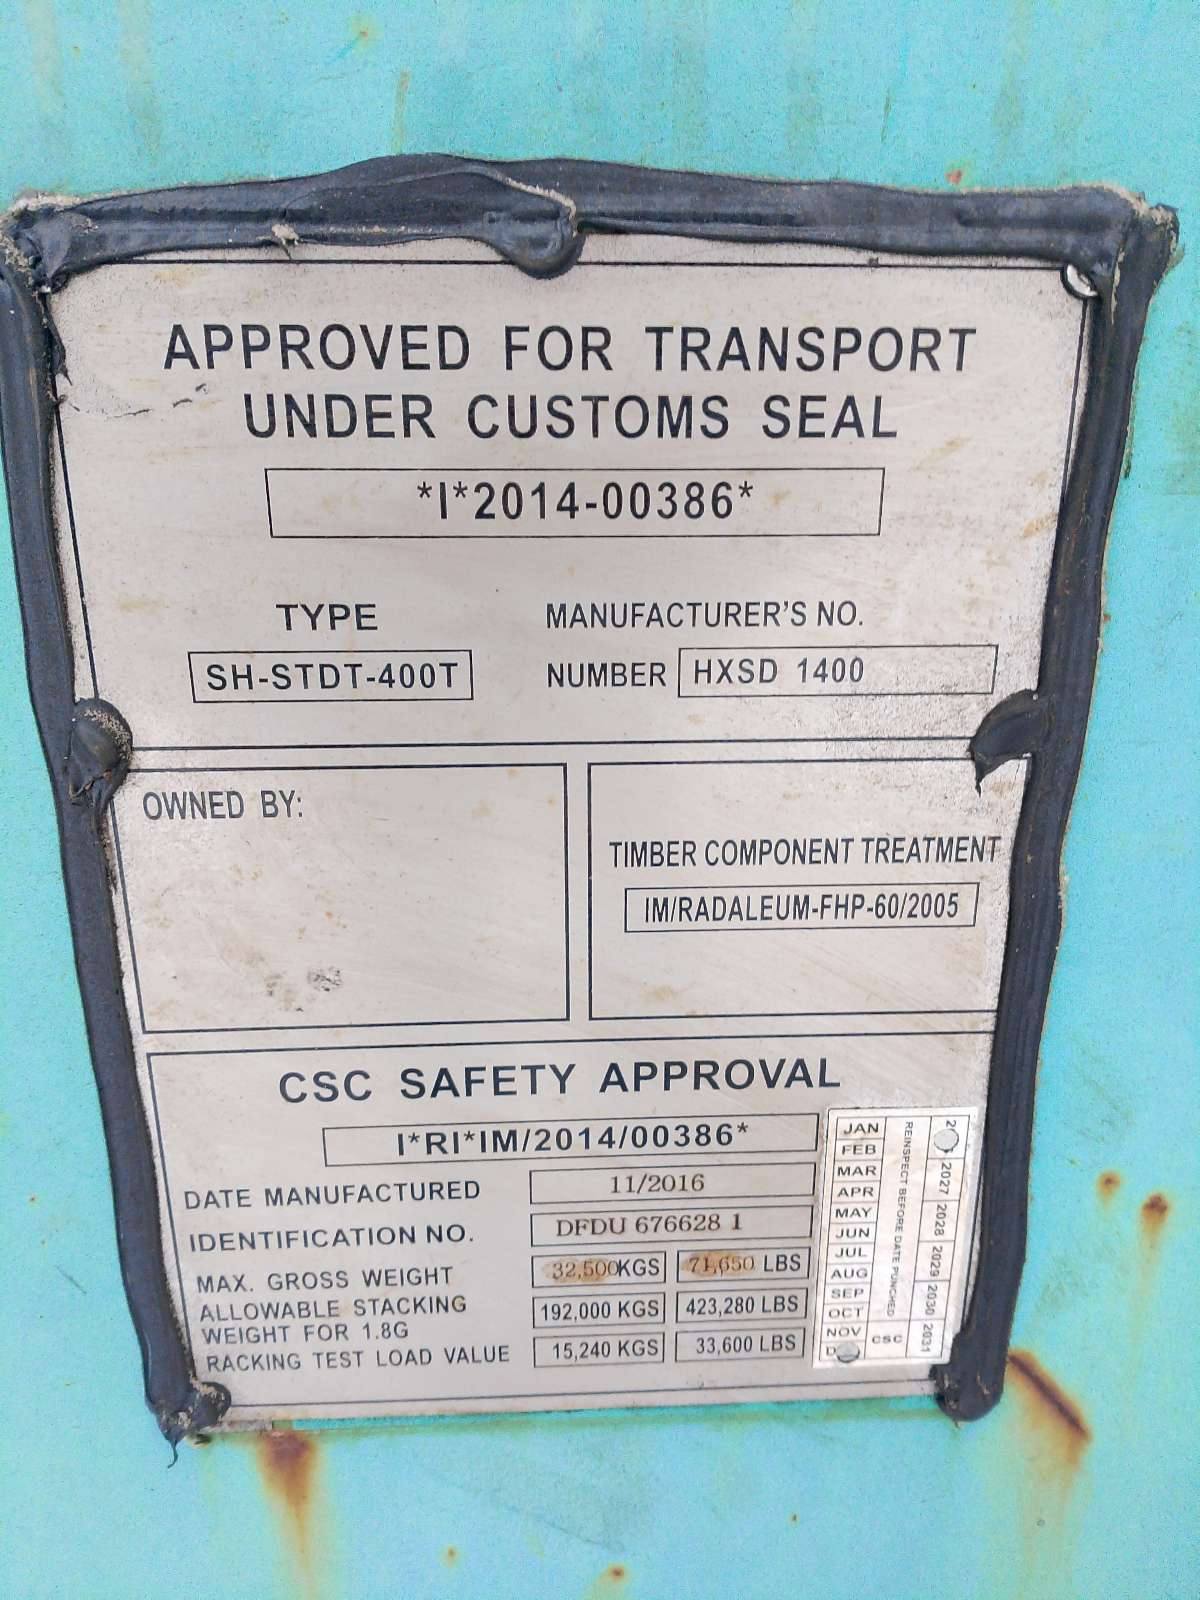 APPROVED FOR TRANSPORT
UNDER CUSTOMS SEAL
*I*2014-00386*
TYPE
SH-STDT-400T
MANUFACTURER'S NO.
NUMBER HXSD 1400
OWNED BY:
TIMBER COMPONENT TREATMENT
IM/RADALEUM-FHP-60/2005
CSC SAFETY APPROVAL
I*RI*IM/2014/00386*
DATE MANUFACTURED 11/2016
IDENTIFICATION NO. DFDU 676628 1
MAX. GROSS WEIGHT 32,500KGS 71,650 LBS
ALLOWABLE STACKING
WEIGHT FOR 1.8G 192,000 KGS 423,280 LBS
RACKING TEST LOAD VALUE 15,240 KGS 33,600 LBS
JAN
FEB
MAR
APR
MAY
JUN
JUL
AUG
SEP
OCT
NOV
REINSPECT BEFORE DATE PUNCHED
CSC
2027 2028 2029 2030 2031